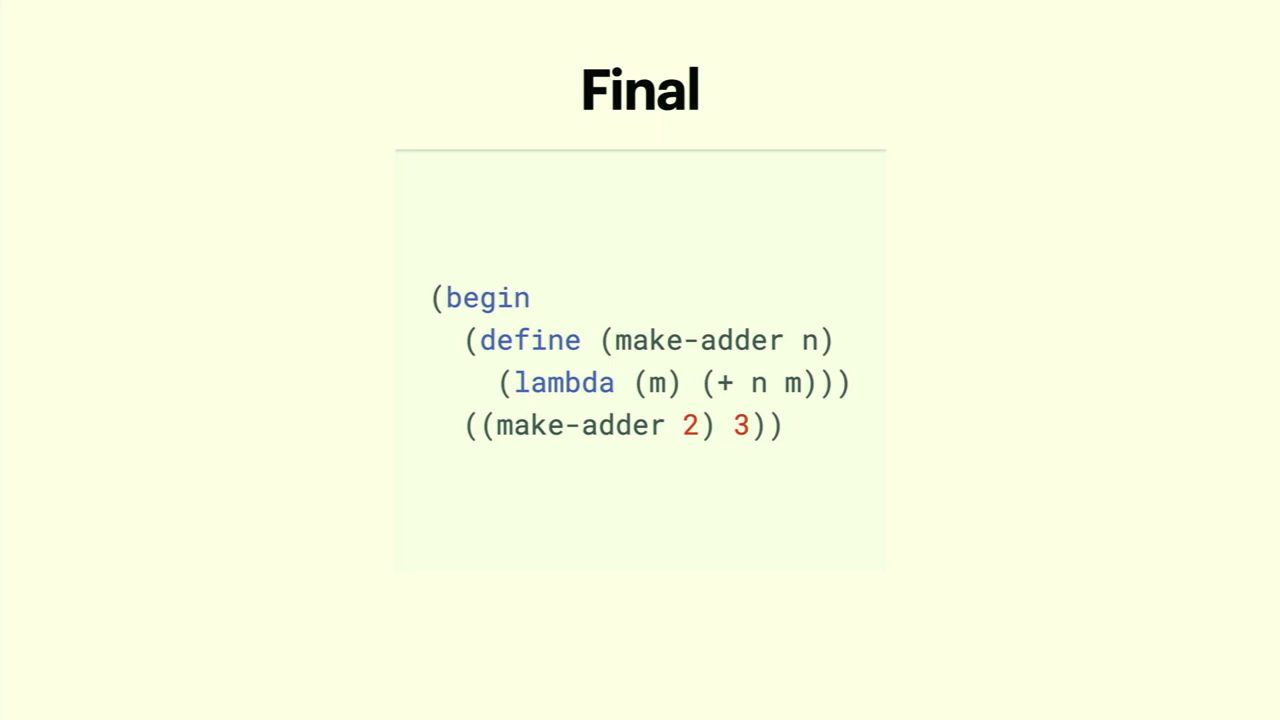 Final
(begin
  (define (make-adder n)
    (lambda (m) (+ n m)))
  ((make-adder 2) 3))